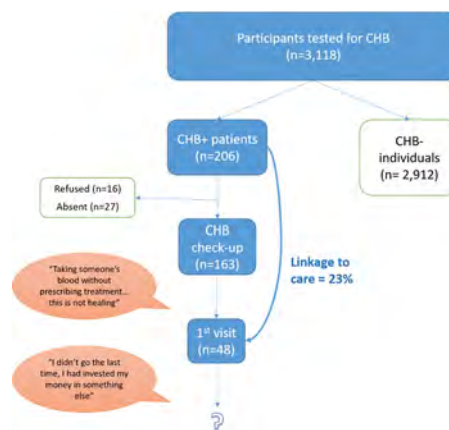 Participants tested for CHB
(n=3,118)
CHB+ patients
(n=206)
CHB-
individuals
(n= 2,912)
Refused (n=16)
Absent (n=27)
CHB
check-up
(n=163)
Linkage to
care = 23%
"Taking someone's
blood without
prescribing treatment...
this is not healing"
1st visit
(n=48)
"I didn't go the last
time, I had invested my
money in something
else"
?